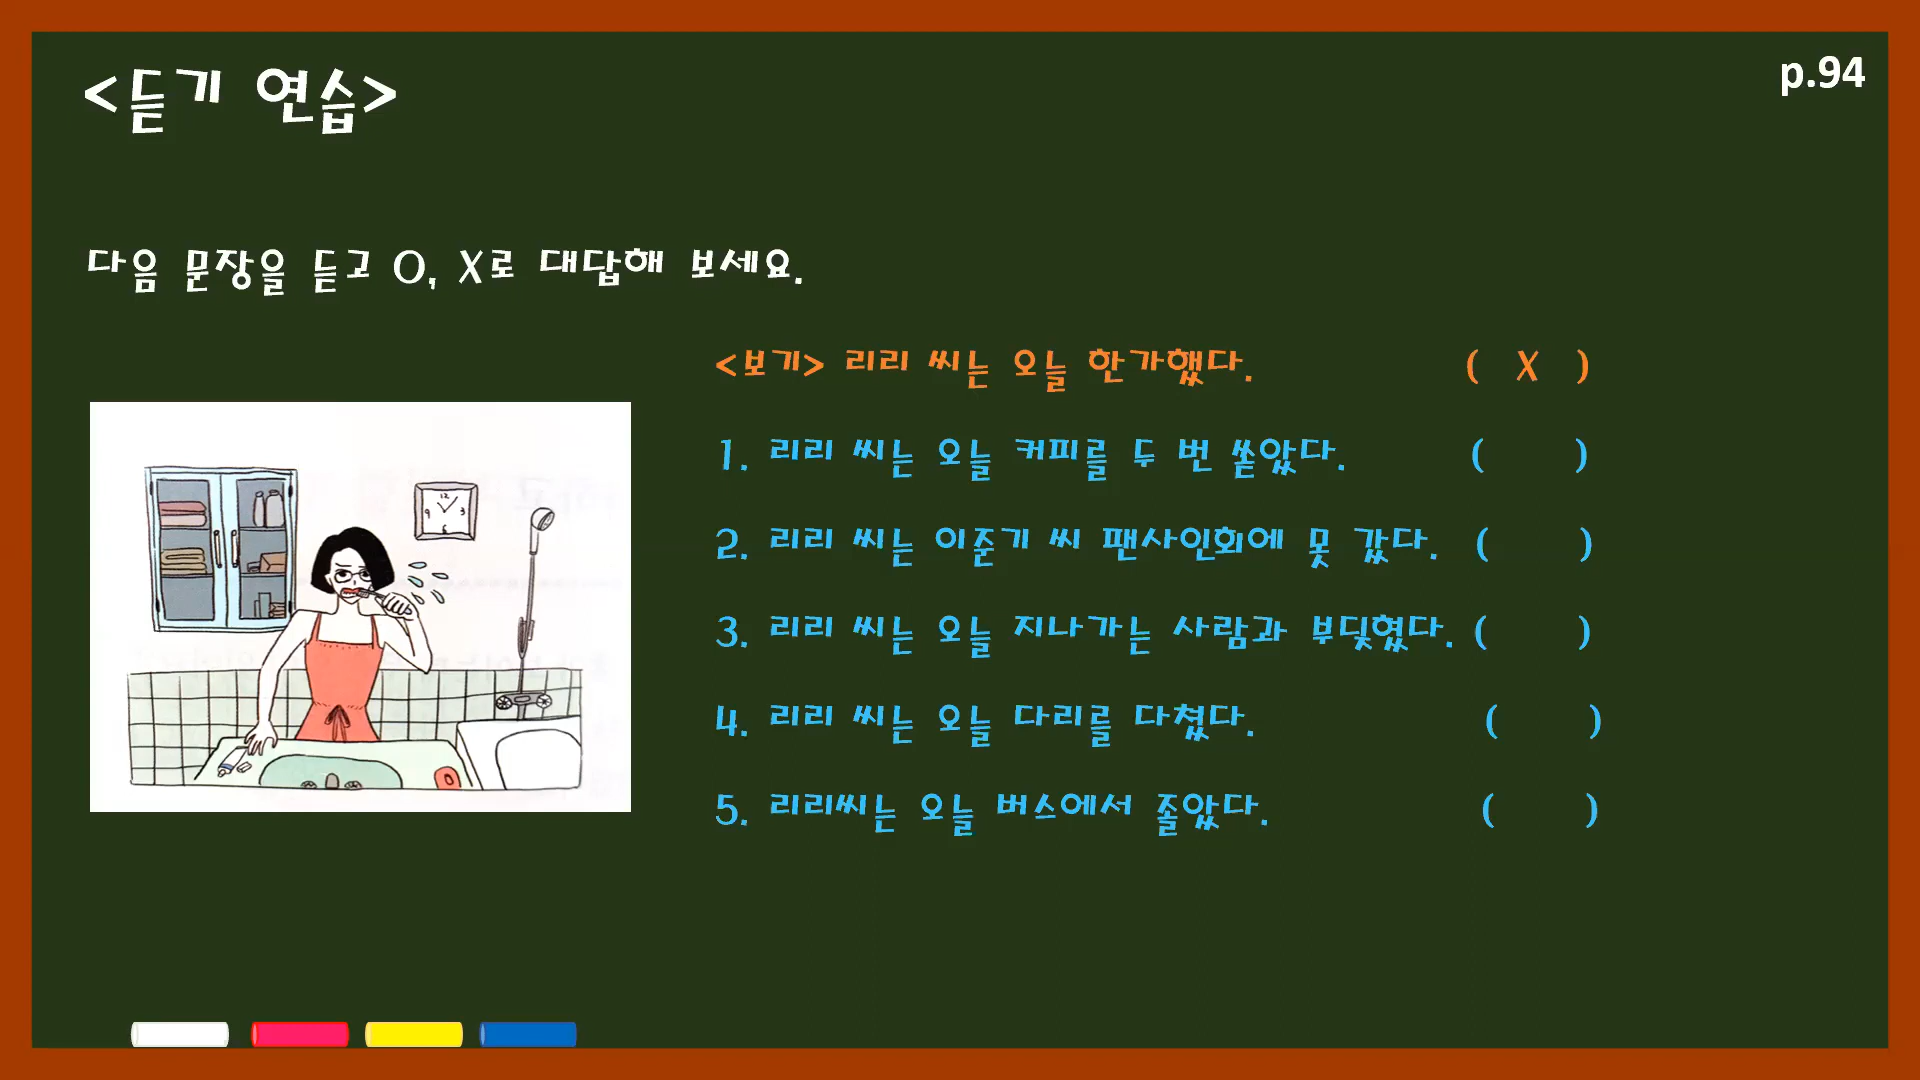 <듣기 연습>
p.94
다음 문장을 듣고 O, X로 대답해 보세요.
<보기> 리리 씨는 오늘 한가했다. ( X )
1. 리리 씨는 오늘 커피를 두 번 쏟았다. ( )
2. 리리 씨는 이준기 씨 팬사인회에 못 갔다. ( )
3. 리리 씨는 오늘 지나가는 사람과 부딪혔다. ( )
4. 리리 씨는 오늘 다리를 다쳤다. ( )
5. 리리씨는 오늘 버스에서 졸았다. ( )
12
9 3
6